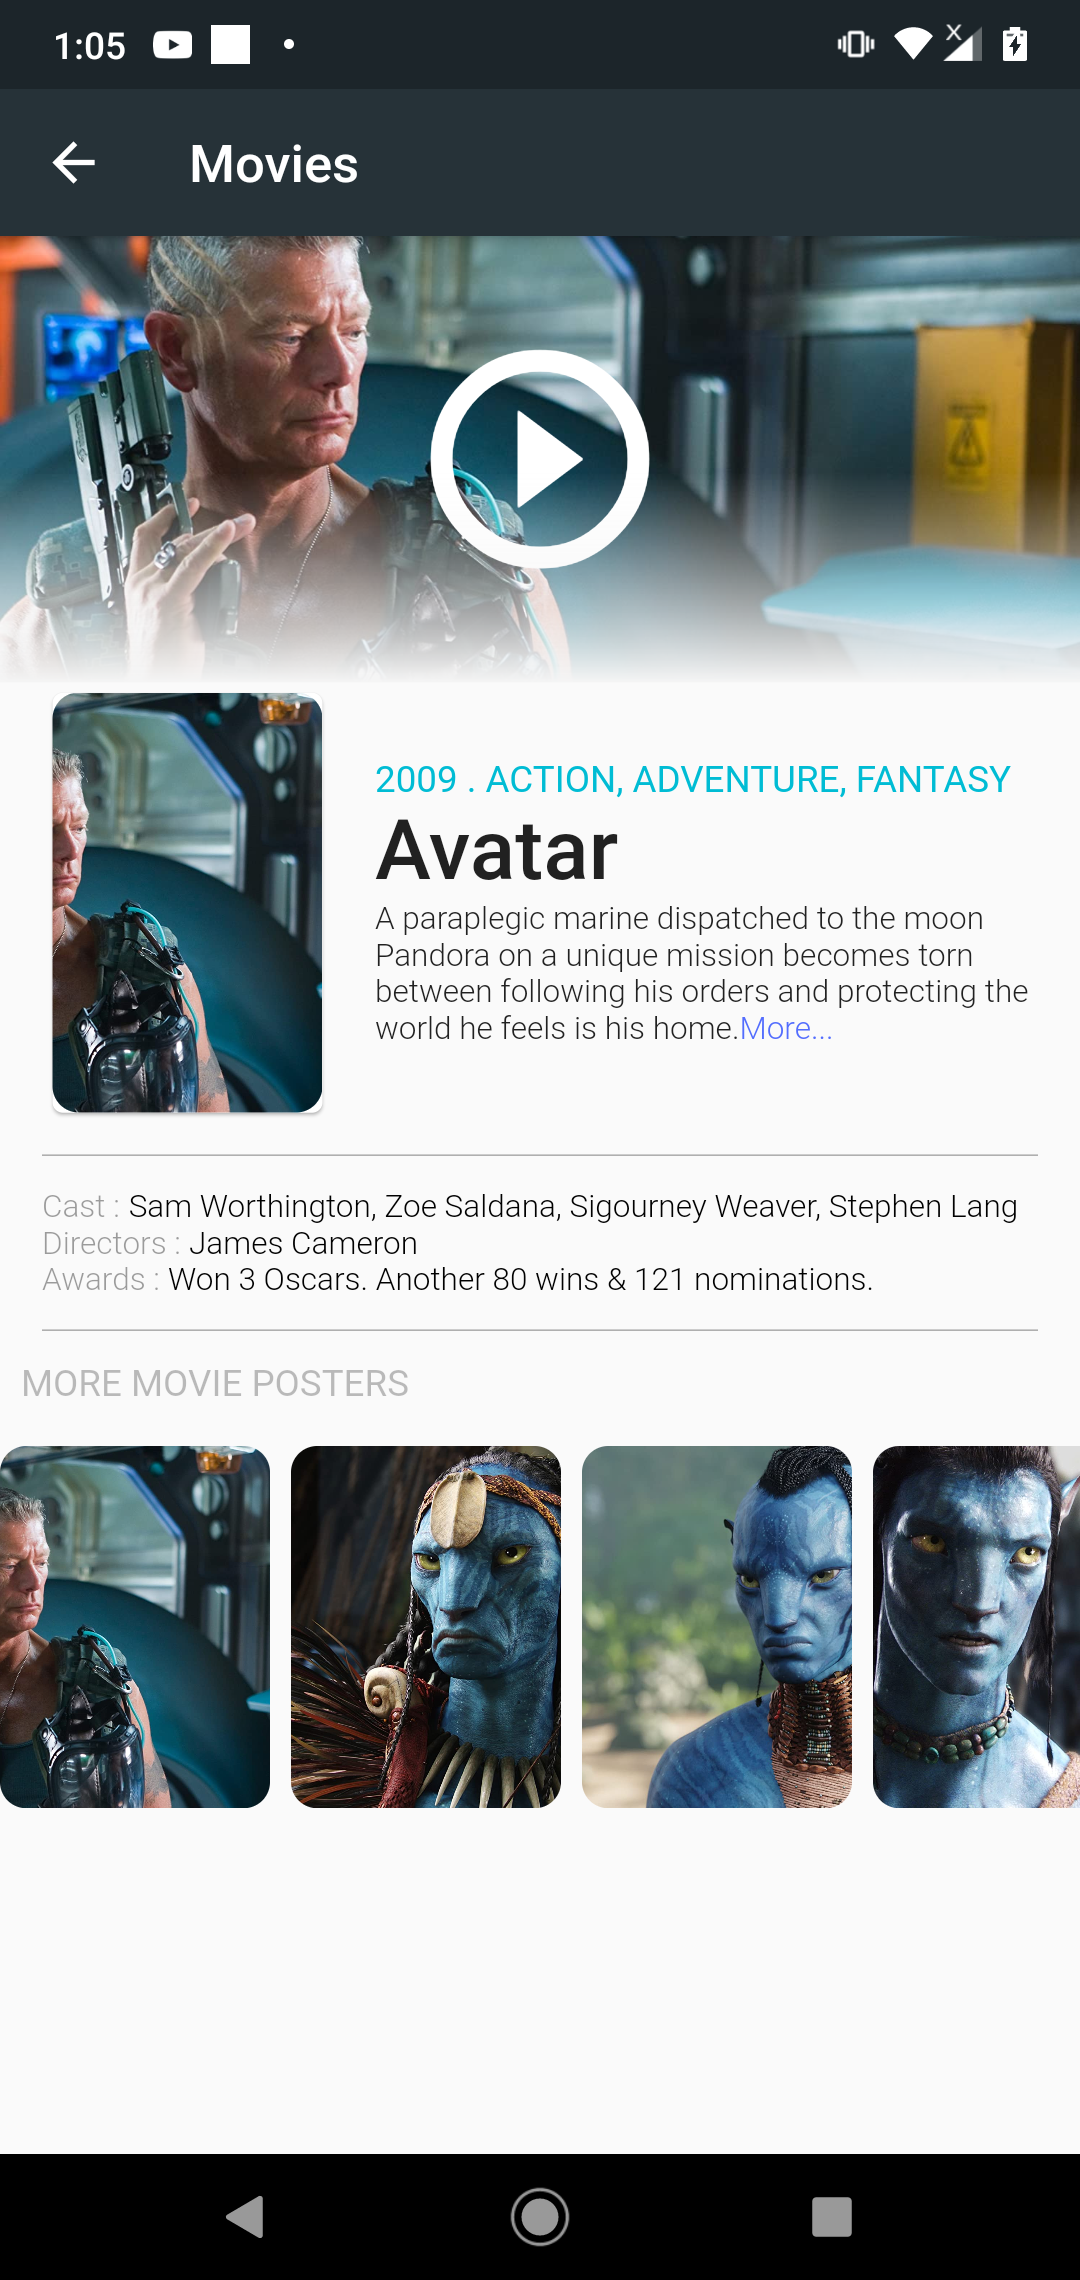 1:05
Movies
2009 . ACTION, ADVENTURE, FANTASY
Avatar
A paraplegic marine dispatched to the moon
Pandora on a unique mission becomes torn
between following his orders and protecting the
world he feels is his home.More...
Cast : Sam Worthington, Zoe Saldana, Sigourney Weaver, Stephen Lang
Directors : James Cameron
Awards : Won 3 Oscars. Another 80 wins & 121 nominations.
MORE MOVIE POSTERS